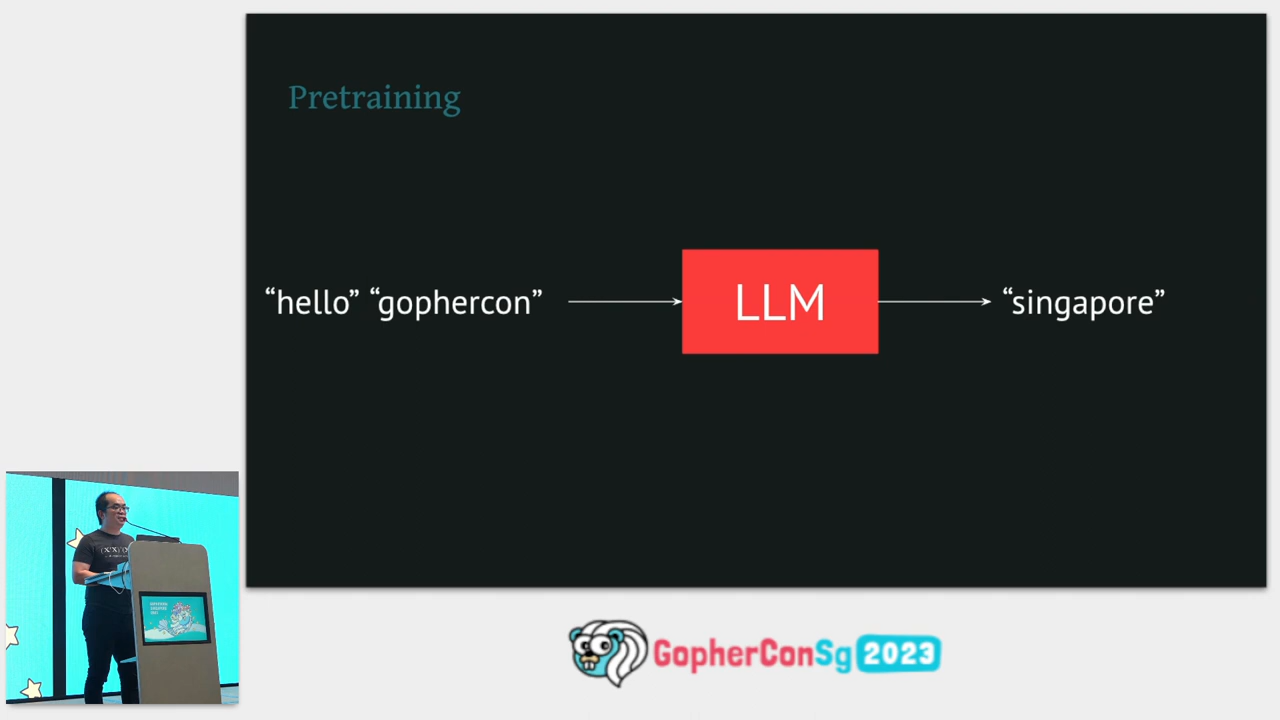 Pretraining
“hello” “gophercon”
LLM
“singapore”
GopherConSg 2023